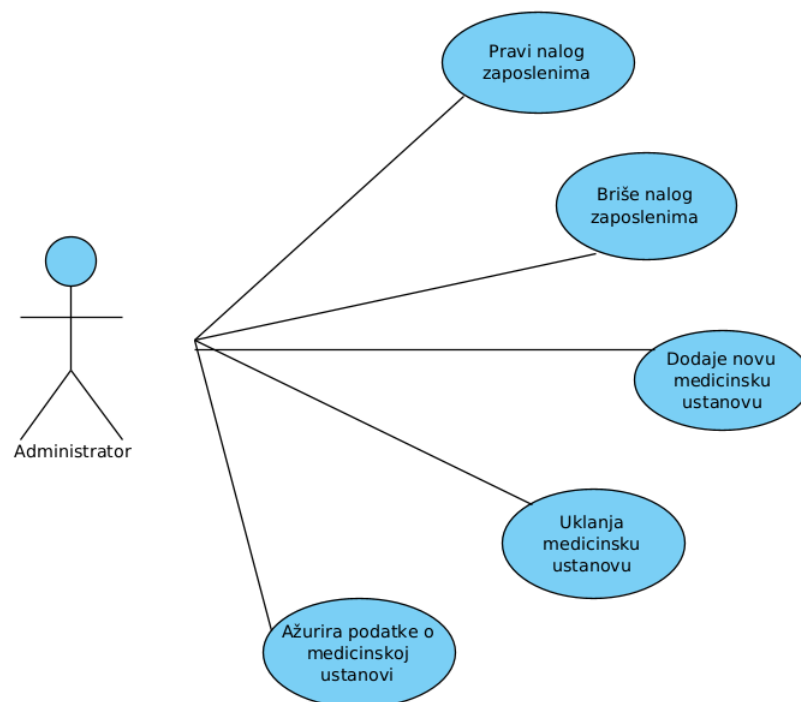 Pravi nalog
zaposlenima
Briše nalog
zaposlenima
Administrator
Dodaje novu
medicinsku
ustanovu
Uklanja
medicinsku
ustanovu
Ažurira podatke o
medicinskoj
ustanovi